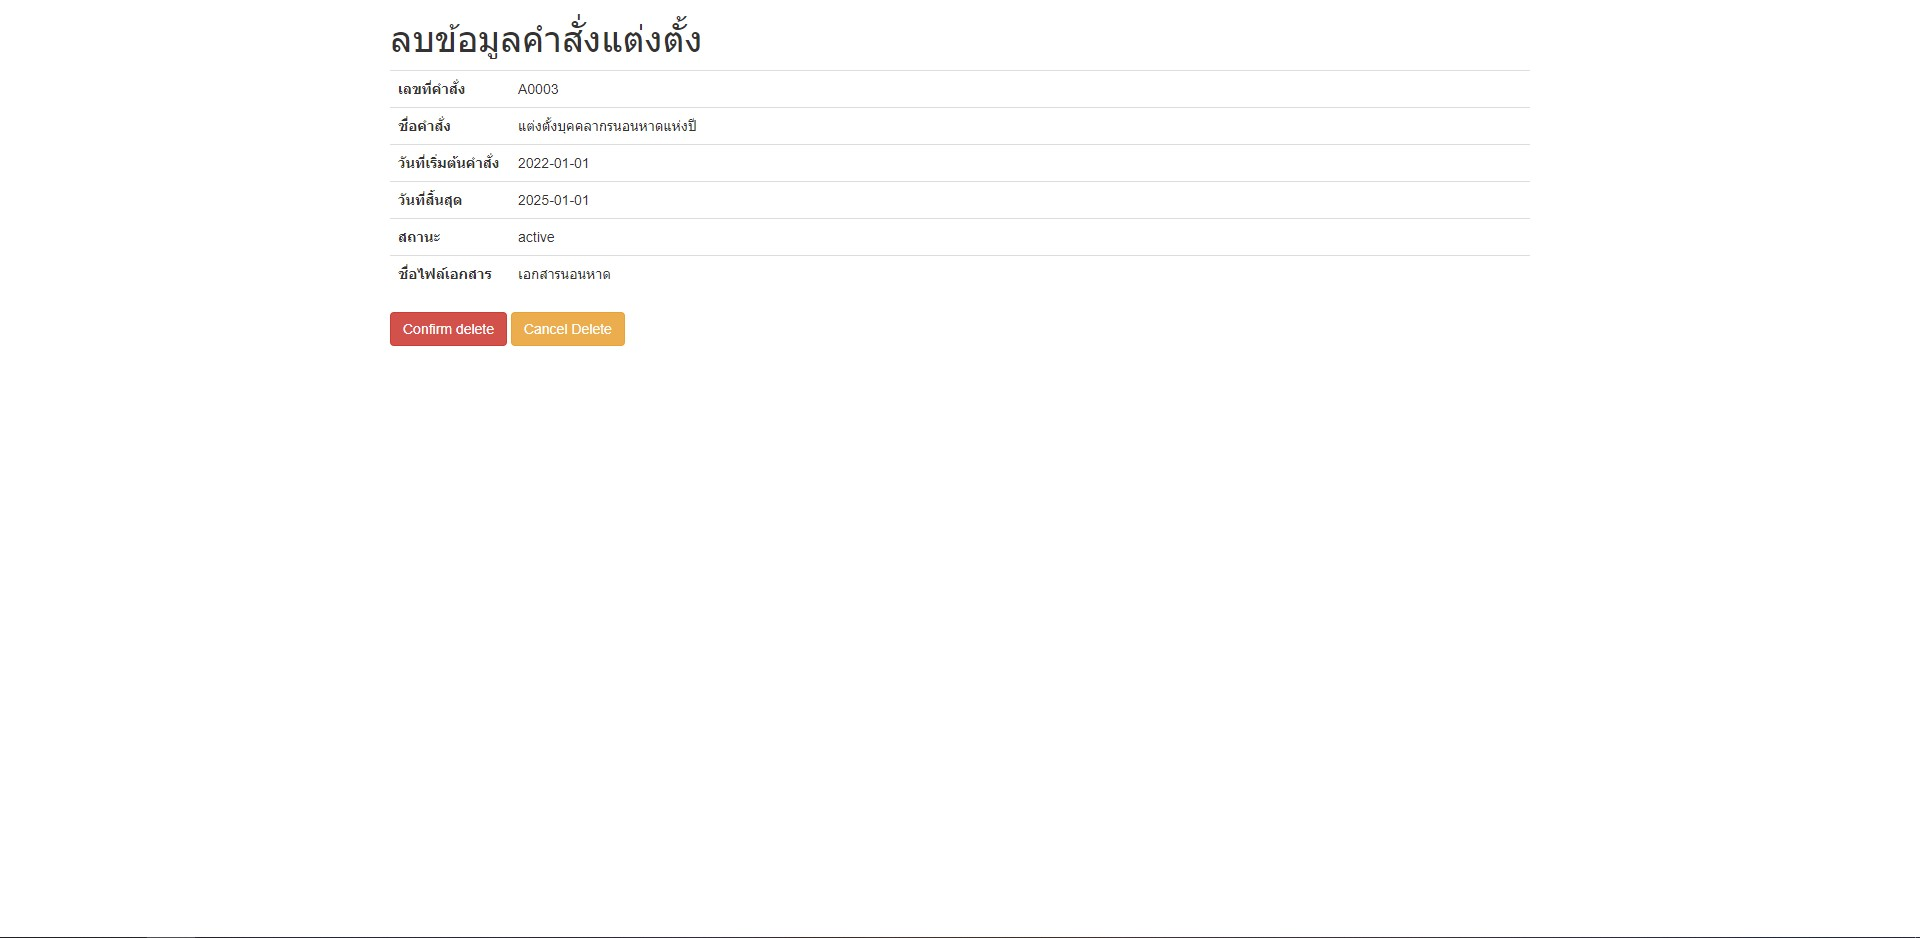 ลบข้อมูลคำสั่งแต่งตั้ง
เลขที่คำสั่ง A0003
ชื่อคำสั่ง แต่งตั้งบุคคลากรนอนหาดแห่งปี
วันที่เริ่มต้นคำสั่ง 2022-01-01
วันที่สิ้นสุด 2025-01-01
สถานะ active
ชื่อไฟล์เอกสาร เอกสารนอนหาด
Confirm delete Cancel Delete